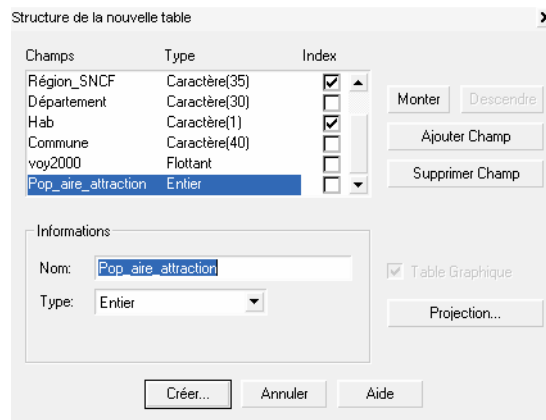 Structure de la nouvelle table
Champs Type Index
Région_SNCF Caractère(35)
Département Caractère(30)
Hab Caractère(1)
Commune Caractère(40)
voy2000 Flottant
Pop_aire_attraction Entier
Monter Descendre
Ajouter Champ
Supprimer Champ
Informations
Nom: Pop_aire_attraction
Type: Entier
Table Graphique
Projection...
Créer... Annuler Aide